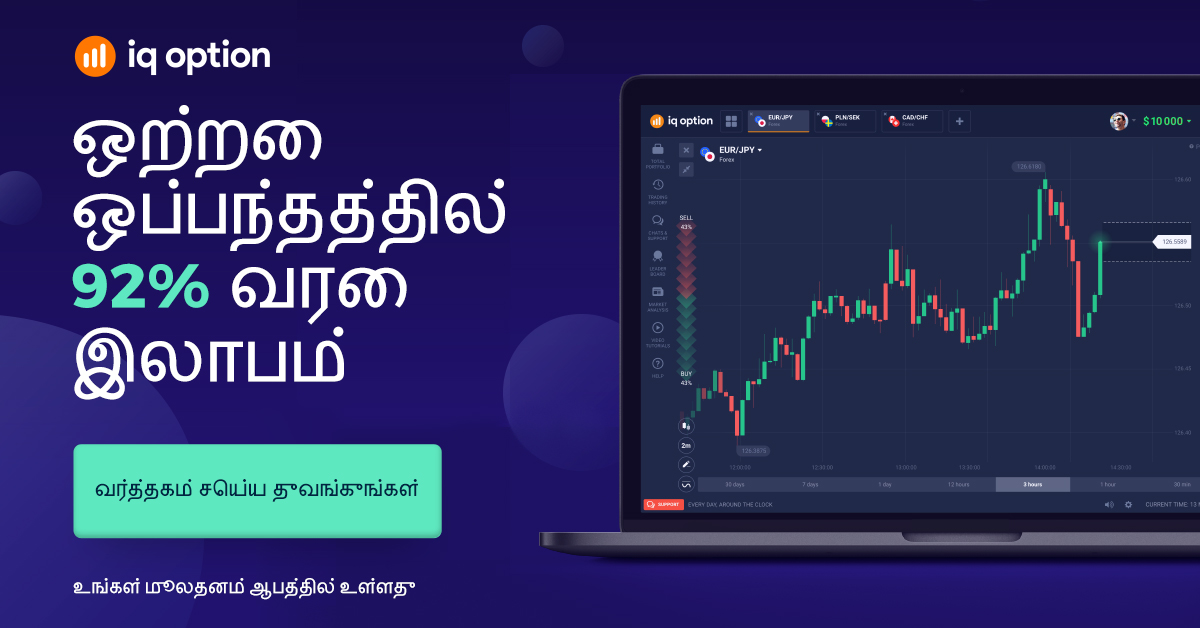 iq option
ஒற்றை
ஒப்பந்தத்தில்
92% வரை
இலாபம்
வர்த்தகம் செய்ய துவங்குங்கள்
உங்கள் மூலதனம் ஆபத்தில் உள்ளது
iq option
EUR/JPY
Forex
PLN/SEK
Forex
CAD/CHF
Forex
$10 000
EUR/JPY
Forex
TOTAL
PORTFOLIO
TRADING
HISTORY
CHATS &
SUPPORT
LEADER
BOARD
MARKET
ANALYSIS
VIDEO
TUTORIALS
HELP
SELL
43%
BUY
43%
2m
126.6180
126.60
126.5589
126.50
126.45
126.40
126.3875
12:00:00
12:30:00
13:00:00
13:30:00
14:00:00
14:30:00
30 days
7 days
1 day
12 hours
3 hours
1 hour
30 min
SUPPORT
EVERY DAY, AROUND THE CLOCK
CURRENT TIME: 13